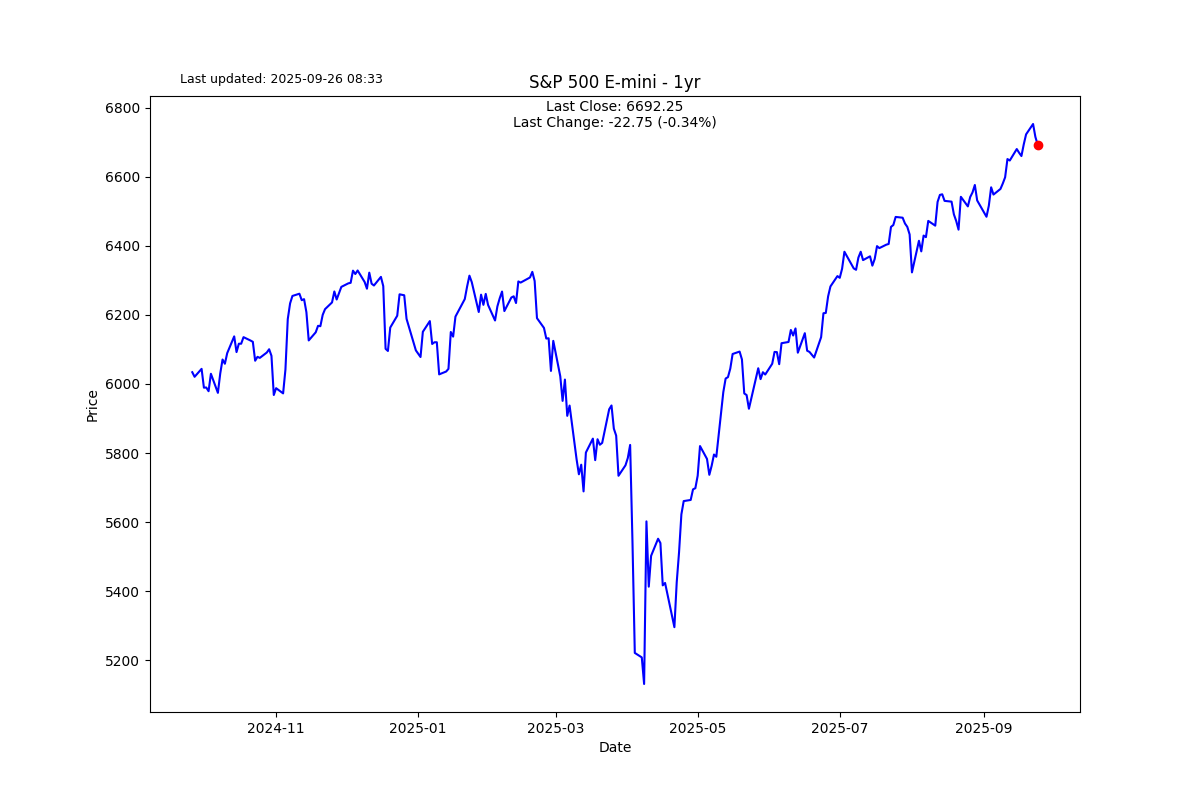 Last updated: 2025-09-26 08:33
S&P 500 E-mini - 1yr
Last Close: 6692.25
Last Change: -22.75 (-0.34%)
6800
6600
6400
6200
6000
5800
5600
5400
5200
Price
2024-11
2025-01
2025-03
2025-05
2025-07
2025-09
Date